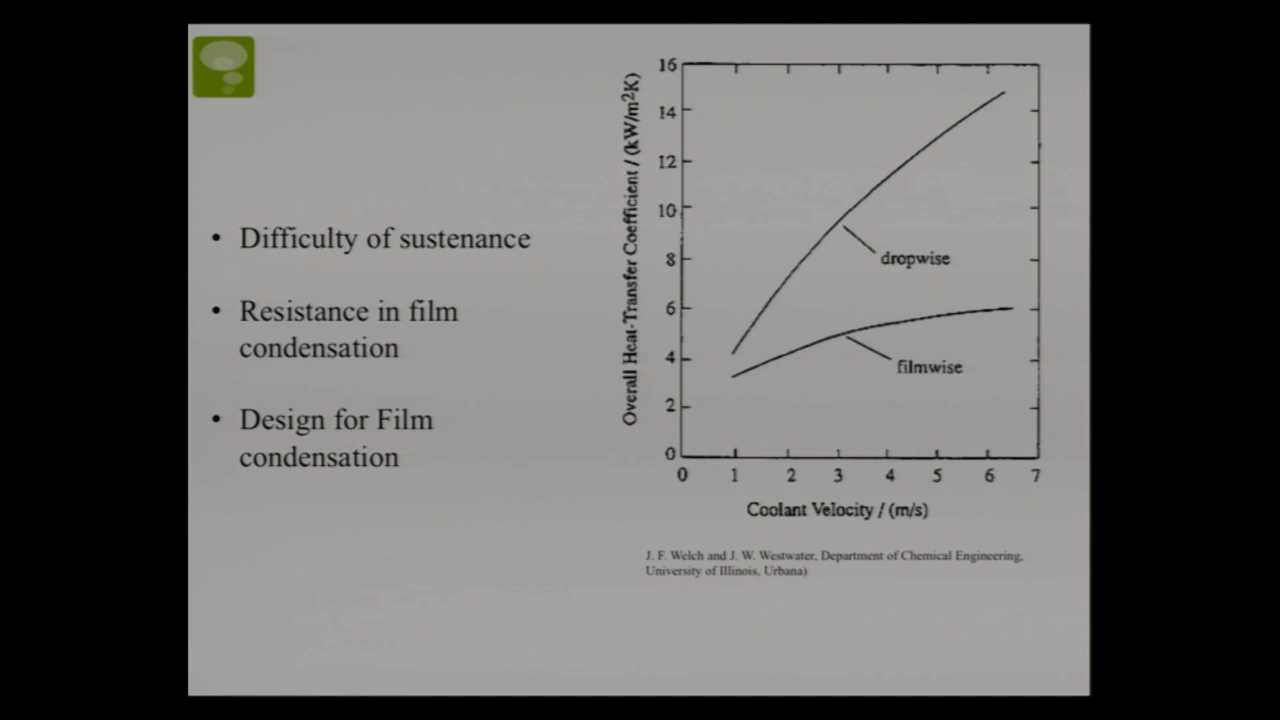 • Difficulty of sustenance
• Resistance in film
condensation
• Design for Film
condensation
Overall Heat-Transfer Coefficient / (kW/m²K)
16
14
12
10
8
6
4
2
0
dropwise
filmwise
0 1 2 3 4 5 6 7
Coolant Velocity / (m/s)
J. F. Welch and J. W. Westwater, Department of Chemical Engineering,
University of Illinois, Urbana)